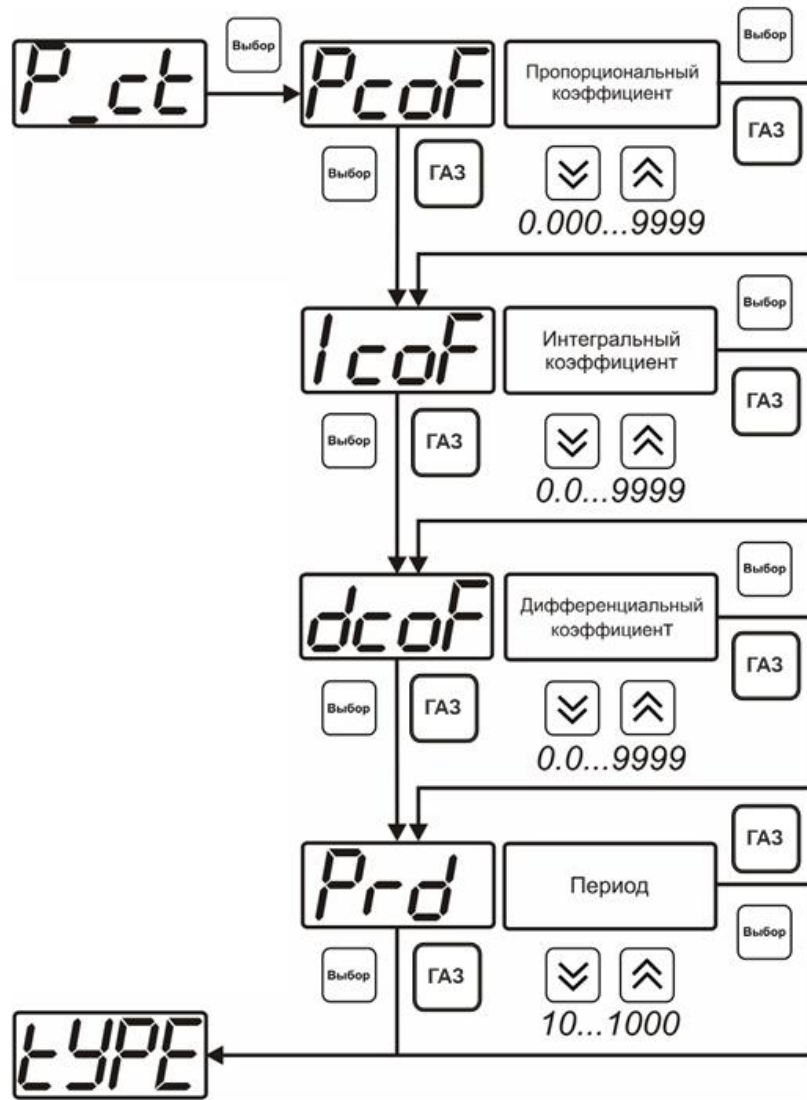 Выбор
P_ct
Выбор
PcoF
Пропорциональный
коэффициент
ГАЗ
Выбор
ГАЗ
0.000...9999
IcoF
Интегральный
коэффициент
Выбор
ГАЗ
Выбор
ГАЗ
0.0...9999
dcoF
Дифференциальный
коэффициент
Выбор
ГАЗ
Выбор
ГАЗ
0.0...9999
Prd
Период
ГАЗ
Выбор
Выбор
ГАЗ
10...1000
tYPE